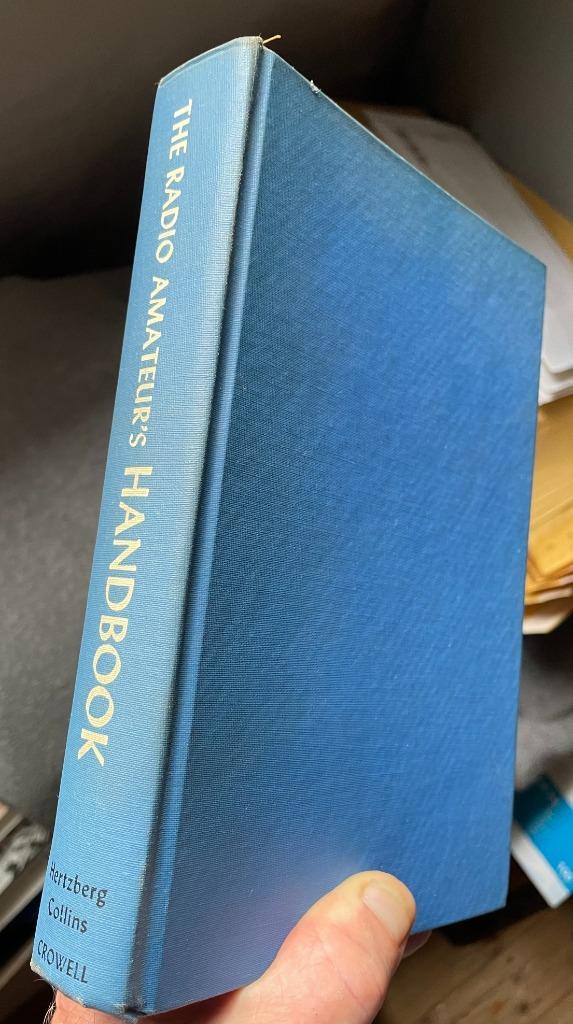 THE RADIO AMATEUR'S HANDBOOK
Hertzberg
Collins
CROWELL